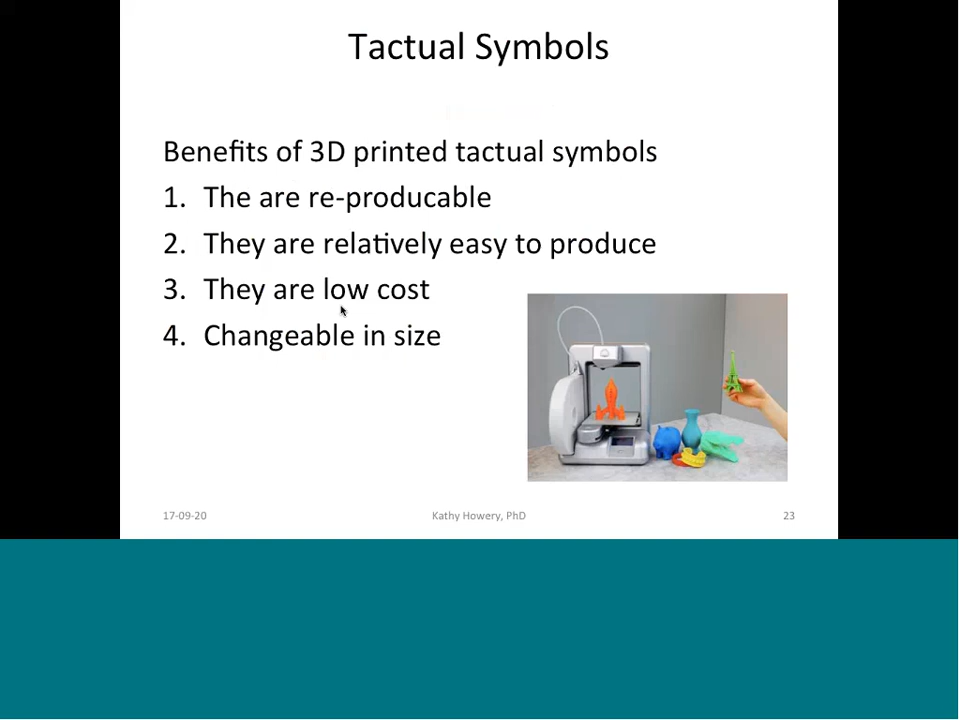 Tactual Symbols
Benefits of 3D printed tactual symbols
1. The are re-producable
2. They are relatively easy to produce
3. They are low cost
4. Changeable in size
17-09-20
Kathy Howery, PhD
23